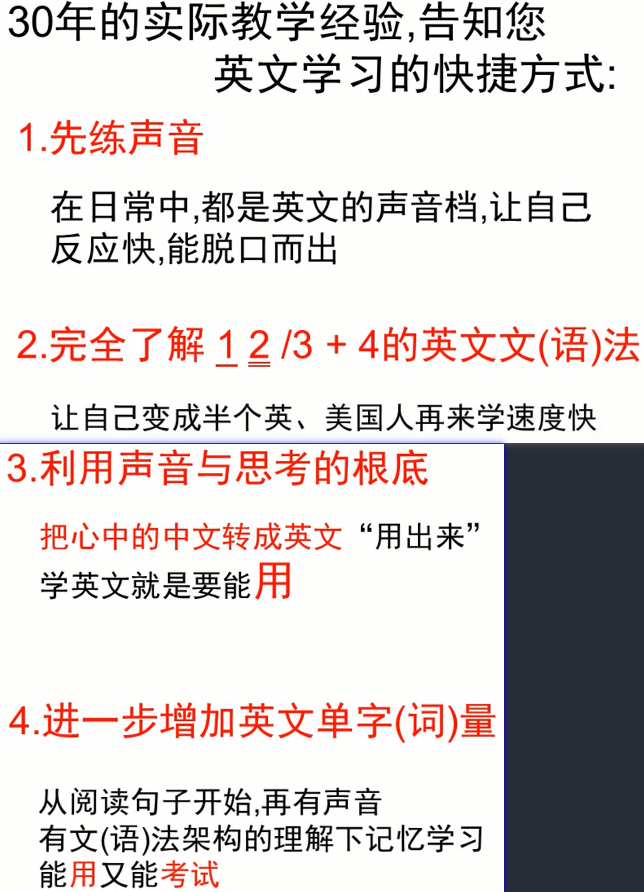 30年的实际教学经验,告知您
英文学习的快捷方式:
1.先练声音
在日常中,都是英文的声音档,让自己
反应快,能脱口而出
2.完全了解 1 2 /3 + 4的英文文(语)法
让自己变成半个英、美国人再来学速度快
3.利用声音与思考的根底
把心中的中文转成英文“用出来”
学英文就是要能用
4.进一步增加英文单字(词)量
从阅读句子开始,再有声音
有文(语)法架构的理解下记忆学习
能用又能考试